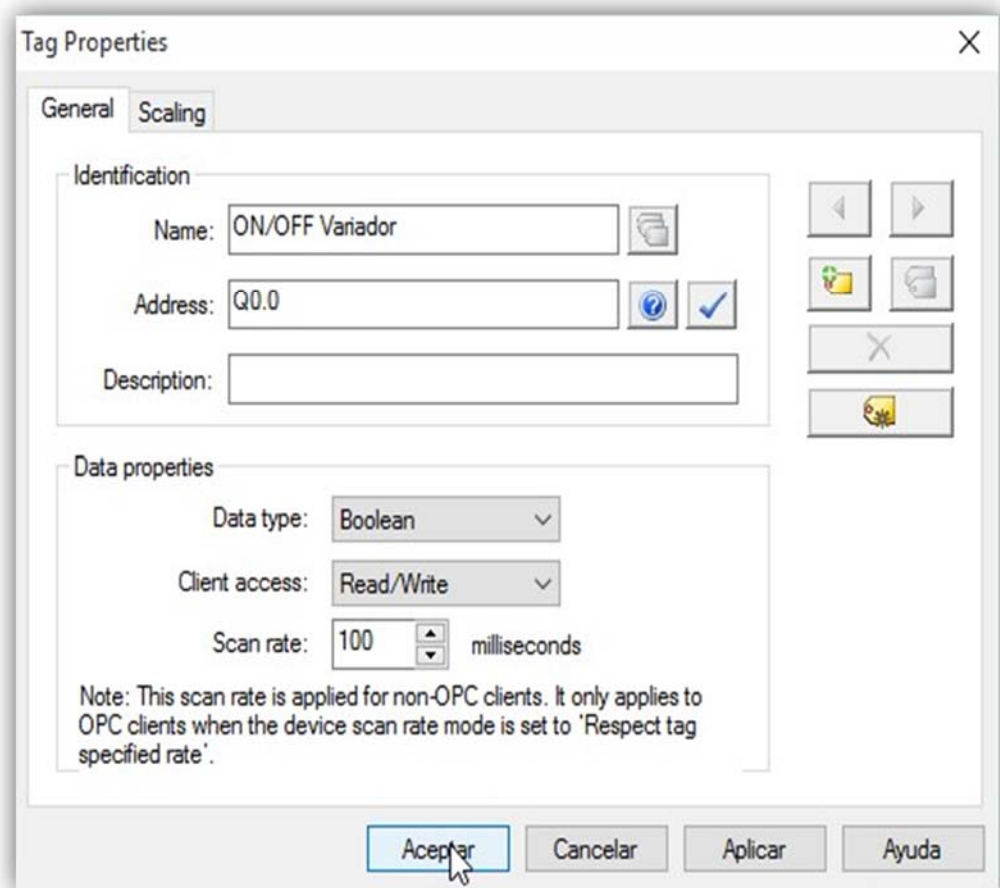 Tag Properties
General Scaling
Identification
Name: ON/OFF Variador
Address: Q0.0
Description:
Data properties
Data type: Boolean
Client access: Read/Write
Scan rate: 100 milliseconds
Note: This scan rate is applied for non-OPC clients. It only applies to
OPC clients when the device scan rate mode is set to 'Respect tag
specified rate'.
Aceptar Cancelar Aplicar Ayuda